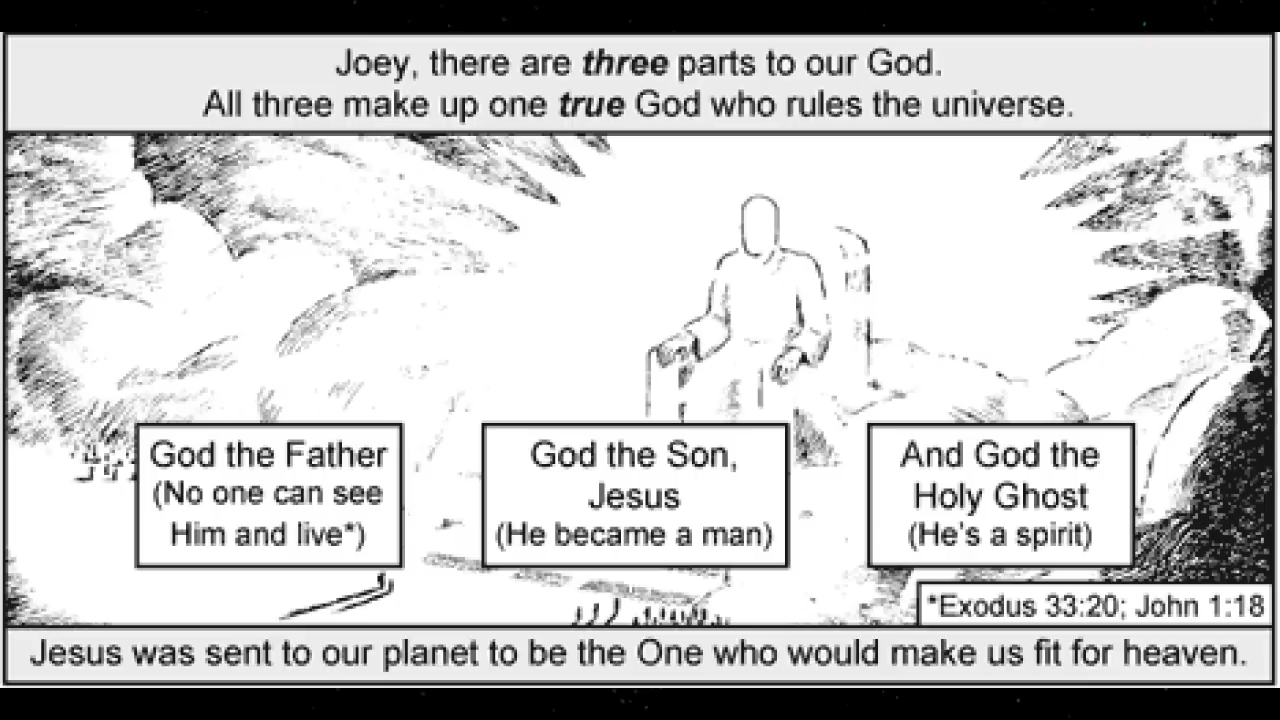 Joey, there are three parts to our God.
All three make up one true God who rules the universe.
God the Father
(No one can see
Him and live*)
God the Son,
Jesus
(He became a man)
And God the
Holy Ghost
(He's a spirit)
*Exodus 33:20; John 1:18
Jesus was sent to our planet to be the One who would make us fit for heaven.